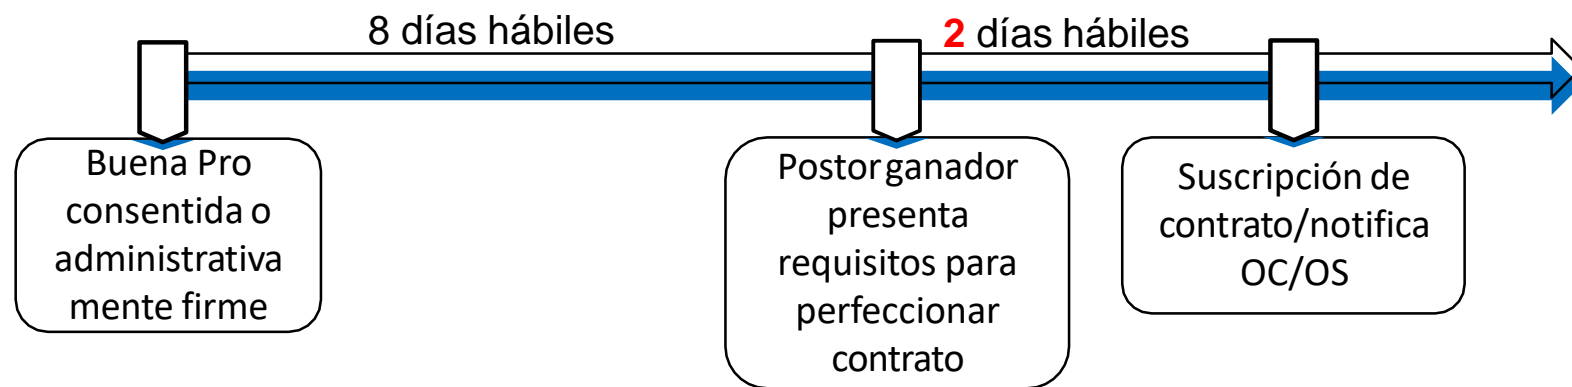 8 días hábiles
2 días hábiles
Buena Pro
consentida o
administrativa
mente firme
Postor ganador
presenta
requisitos para
perfeccionar
contrato
Suscripción de
contrato/notifica
OC/OS